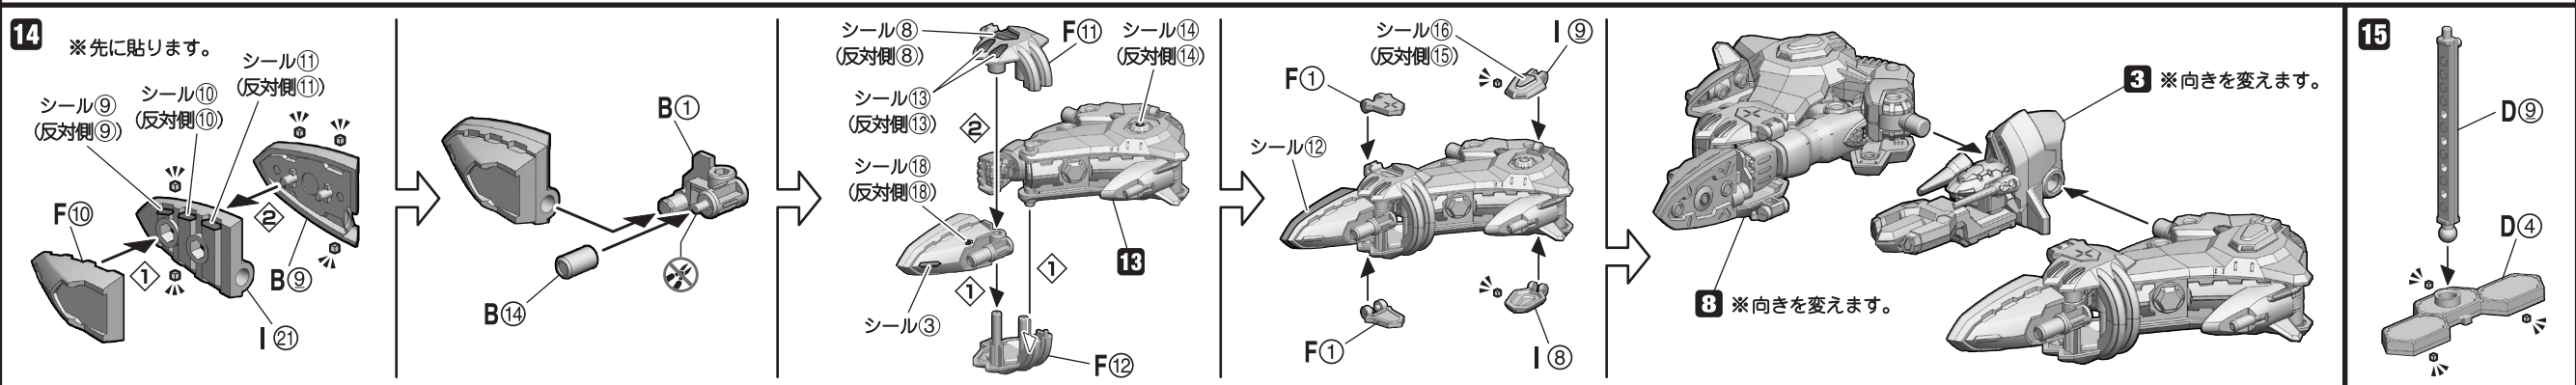 14
※先に貼ります。
シール⑪
(反対側⑪)
シール⑩
(反対側⑩)
シール⑨
(反対側⑨)
F⑩
1
2
B⑨
I㉑
B①
B⑭
シール⑧
(反対側⑧)
F⑪
シール⑭
(反対側⑭)
シール⑬
(反対側⑬)
2
シール⑱
(反対側⑱)
1
1
13
シール③
F⑫
シール⑯
(反対側⑮)
I⑨
F①
シール⑫
F①
I⑧
3 ※向きを変えます。
8 ※向きを変えます。
15
D⑨
D④